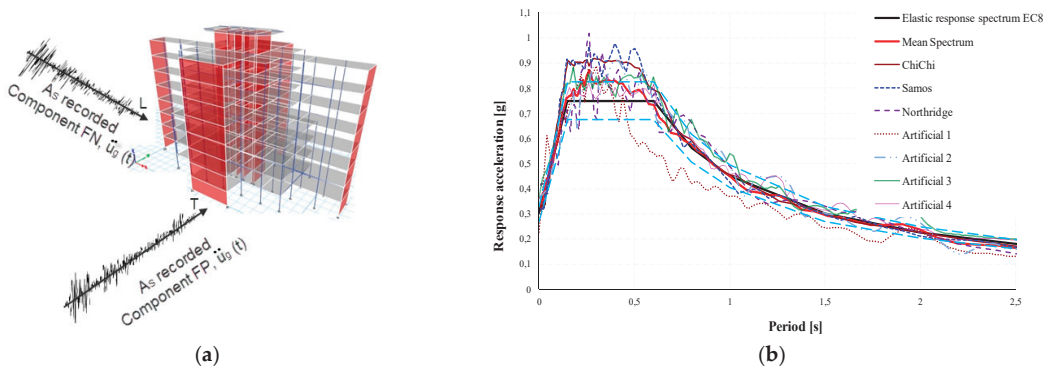 As recorded
Component FN, ü_g (t)
L
T
As recorded
Component FP, ü_g (t)
(a)
Response acceleration [g]
1,1
1
0,9
0,8
0,7
0,6
0,5
0,4
0,3
0,2
0,1
0
0
0,5
1
1,5
2
2,5
Period [s]
Elastic response spectrum EC8
Mean Spectrum
ChiChi
Samos
Northridge
Artificial 1
Artificial 2
Artificial 3
Artificial 4
(b)